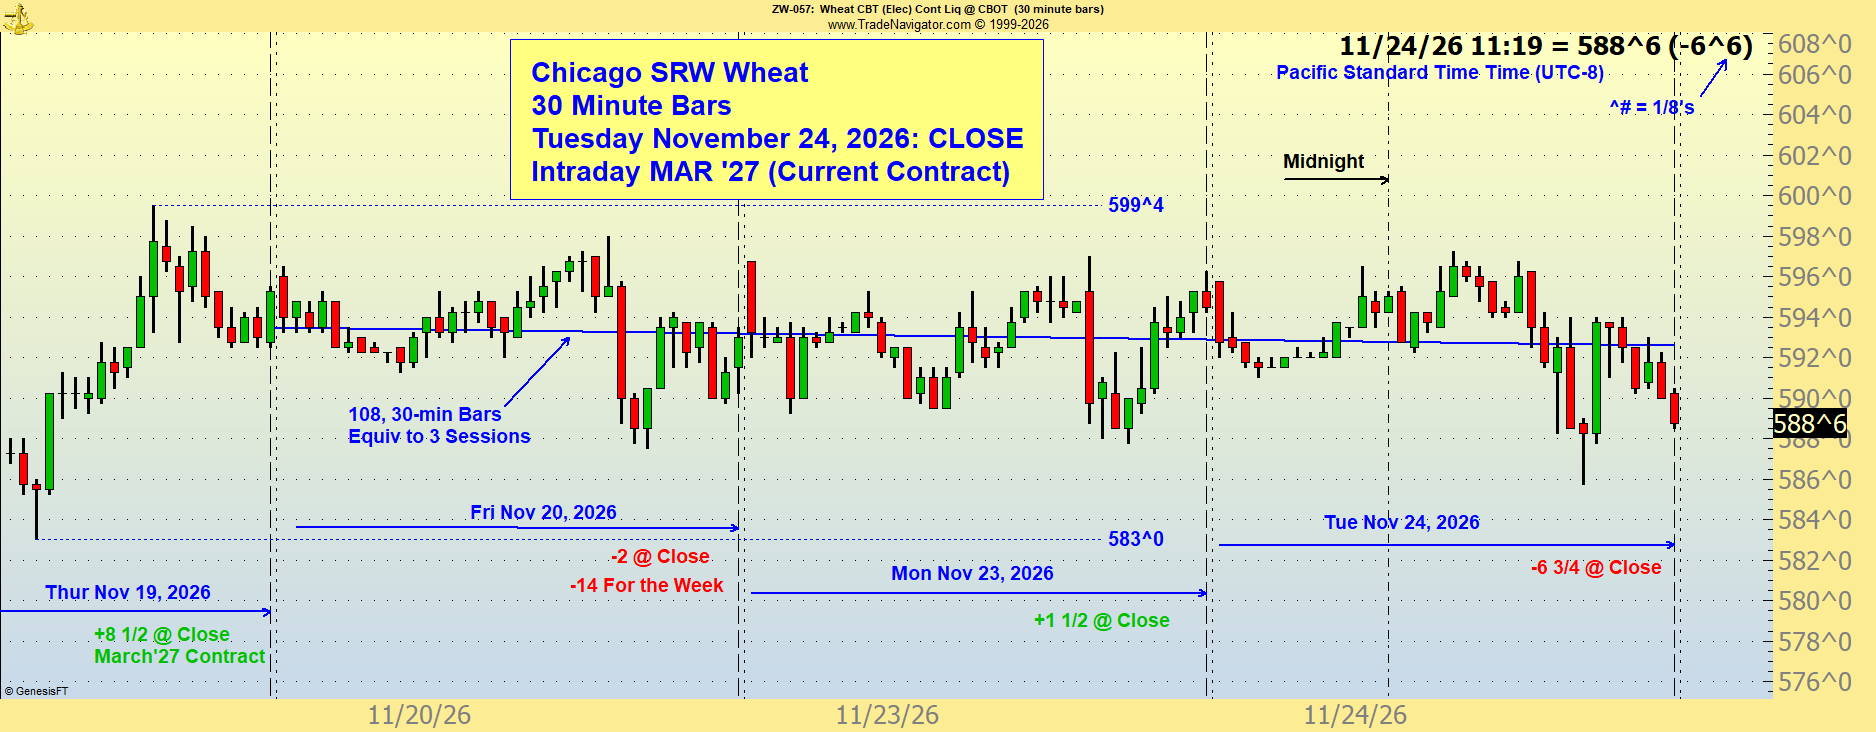 ZW-057:  Wheat CBT (Elec) Cont Liq @ CBOT  (30 minute bars)
www.TradeNavigator.com © 1999-2026
11/24/26 11:19 = 588^6 (-6^6)
Pacific Standard Time Time (UTC-8)
^# = 1/8's
Chicago SRW Wheat
30 Minute Bars
Tuesday November 24, 2026: CLOSE
Intraday MAR '27 (Current Contract)
Midnight
599^4
108, 30-min Bars
Equiv to 3 Sessions
Fri Nov 20, 2026
-2 @ Close
-14 For the Week
583^0
Mon Nov 23, 2026
+1 1/2 @ Close
Tue Nov 24, 2026
-6 3/4 @ Close
Thur Nov 19, 2026
+8 1/2 @ Close
March'27 Contract
© GenesisFT
608^0
606^0
604^0
602^0
600^0
598^0
596^0
594^0
592^0
590^0
588^6
588^0
586^0
584^0
582^0
580^0
578^0
576^0
11/20/26
11/23/26
11/24/26